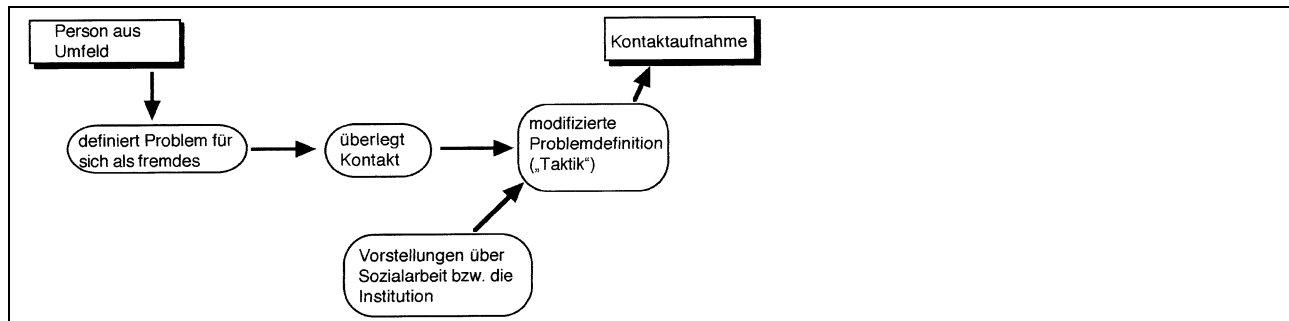 Person aus
Umfeld
Kontaktaufnahme
definiert Problem für
sich als fremdes
überlegt
Kontakt
modifizierte
Problemdefinition
(„Taktik“)
Vorstellungen über
Sozialarbeit bzw. die
Institution